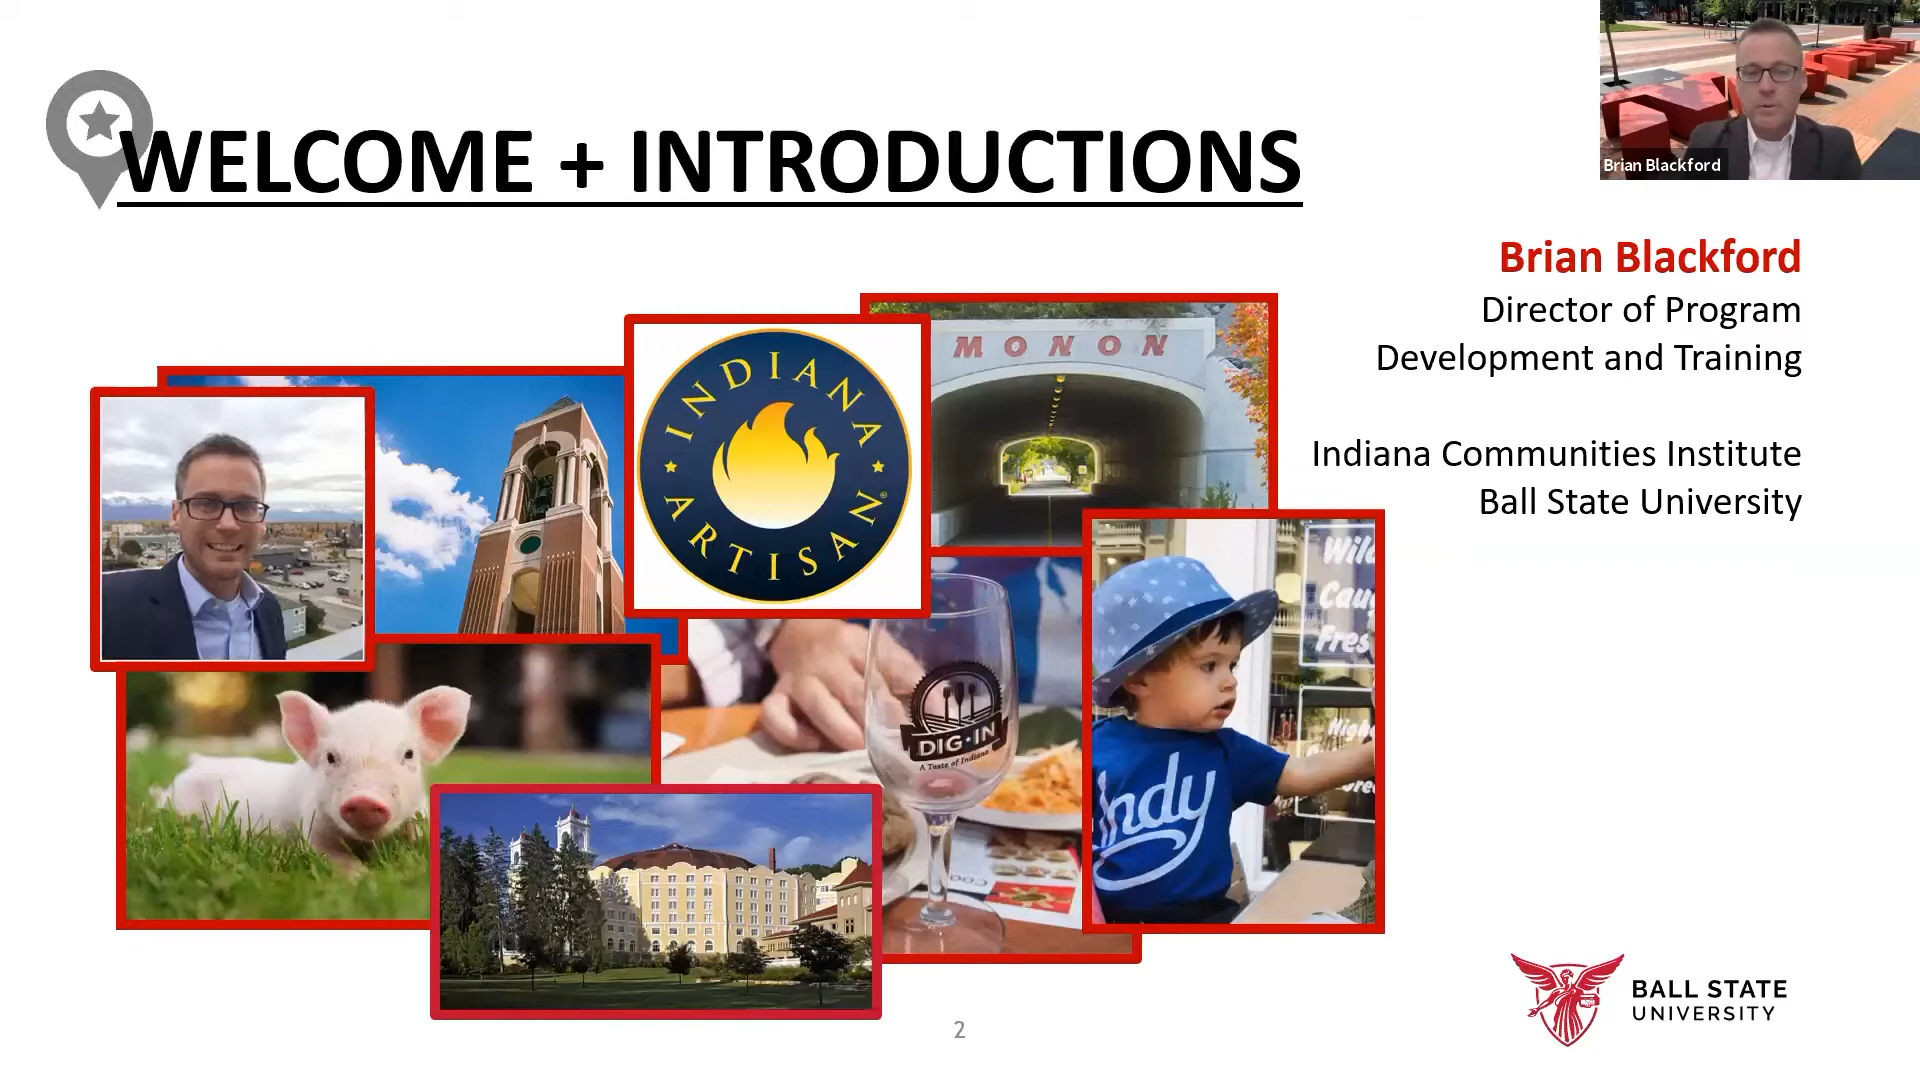 WELCOME + INTRODUCTIONS
Brian Blackford
Brian Blackford
Director of Program
Development and Training
Indiana Communities Institute
Ball State University
INDIANA
ARTISAN
MONON
DIG·IN
A Taste of Indiana
Indy
BALL STATE
UNIVERSITY
2